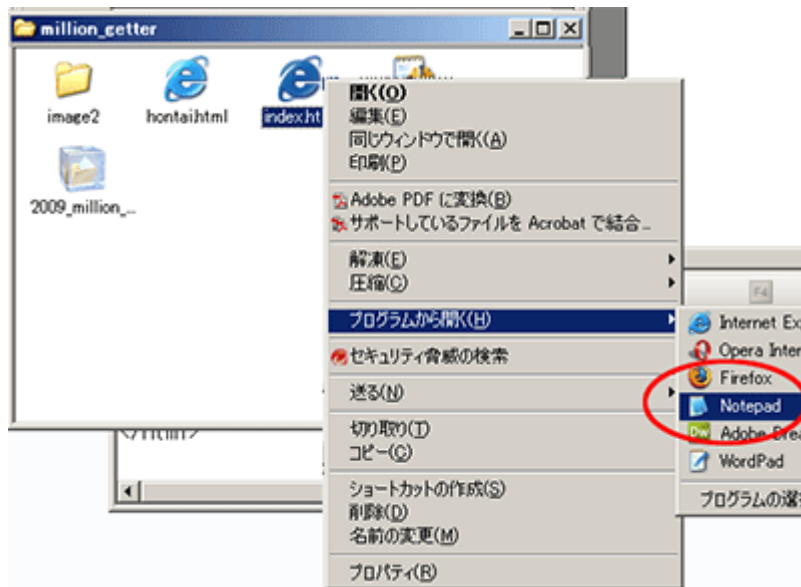 million_getter
image2
hontai.html
index.ht
2009_million_...
開く(O)
編集(E)
同じウィンドウで開く(A)
印刷(P)
Adobe PDF に変換(B)
サポートしているファイルを Acrobat で結合...
解凍(E)
圧縮(C)
プログラムから開く(H)
セキュリティ脅威の検索
送る(N)
切り取り(T)
コピー(C)
ショートカットの作成(S)
削除(D)
名前の変更(M)
プロパティ(R)
F4
Internet Ex
Opera Inter
Firefox
Notepad
Adobe Drea
WordPad
プログラムの選
</html>